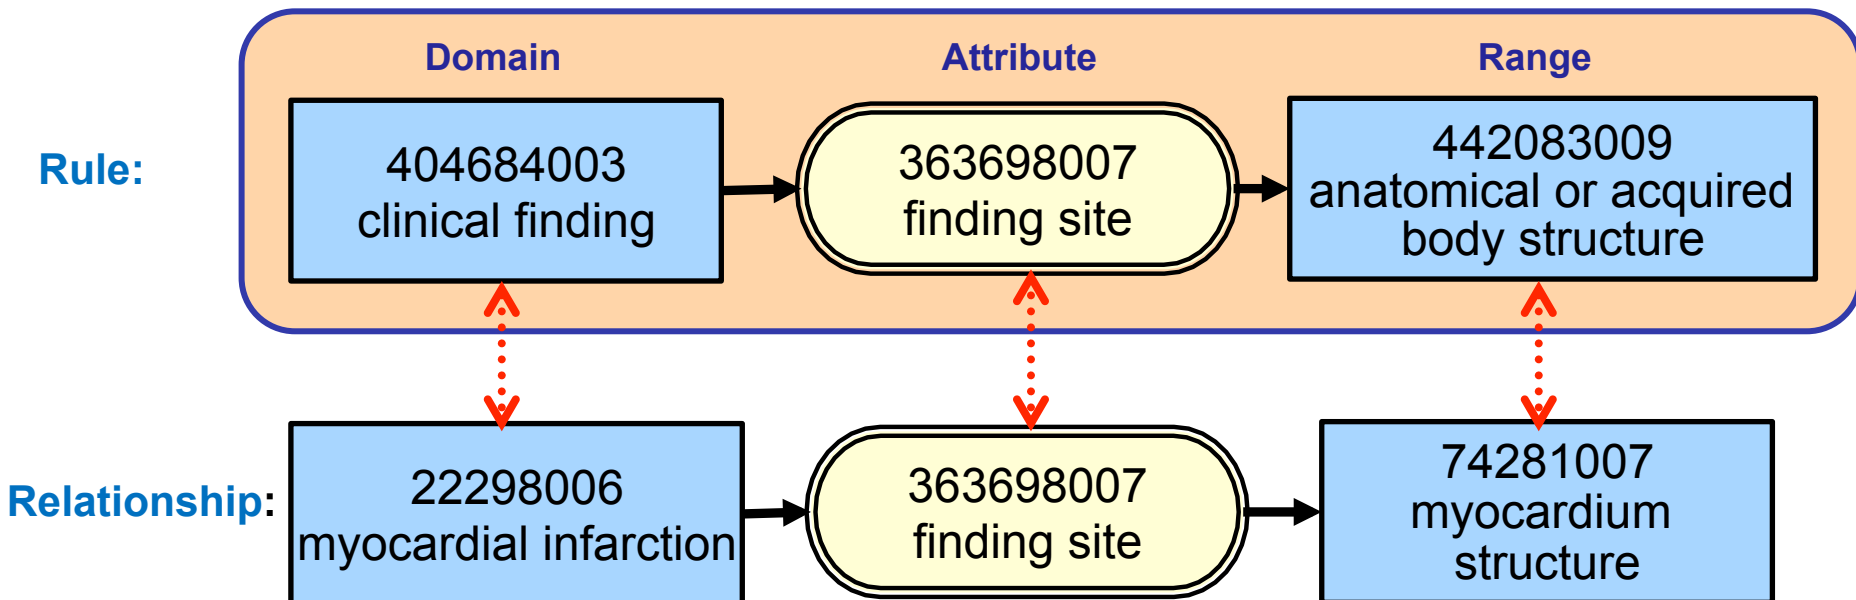 Domain
Attribute
Range
Rule:
404684003
clinical finding
363698007
finding site
442083009
anatomical or acquired
body structure
Relationship:
22298006
myocardial infarction
363698007
finding site
74281007
myocardium
structure